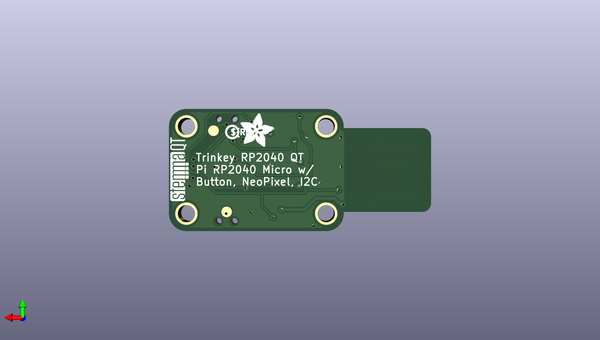 stemmaQT
Trinkey RP2040 QT
Pi RP2040 Micro w/
Button, NeoPixel, I2C